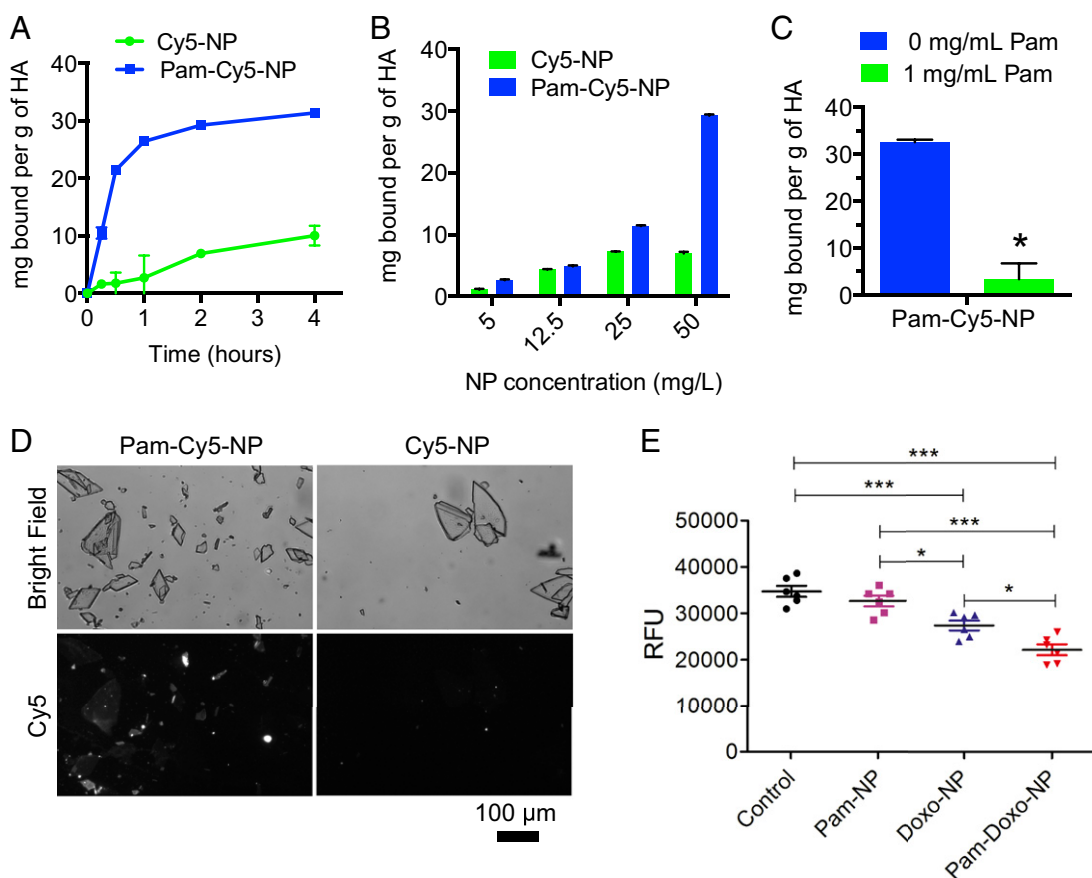 A
Cy5-NP
Pam-Cy5-NP
mg bound per g of HA
40
30
20
10
0
0
1
2
3
4
Time (hours)
B
Cy5-NP
Pam-Cy5-NP
mg bound per g of HA
40
30
20
10
0
5
12.5
25
50
NP concentration (mg/L)
C
0 mg/mL Pam
1 mg/mL Pam
mg bound per g of HA
40
30
20
10
0
*
Pam-Cy5-NP
D
Pam-Cy5-NP
Cy5-NP
Bright Field
Cy5
100 μm
E
***
***
***
*
*
RFU
50000
40000
30000
20000
10000
0
Control
Pam-NP
Doxo-NP
Pam-Doxo-NP